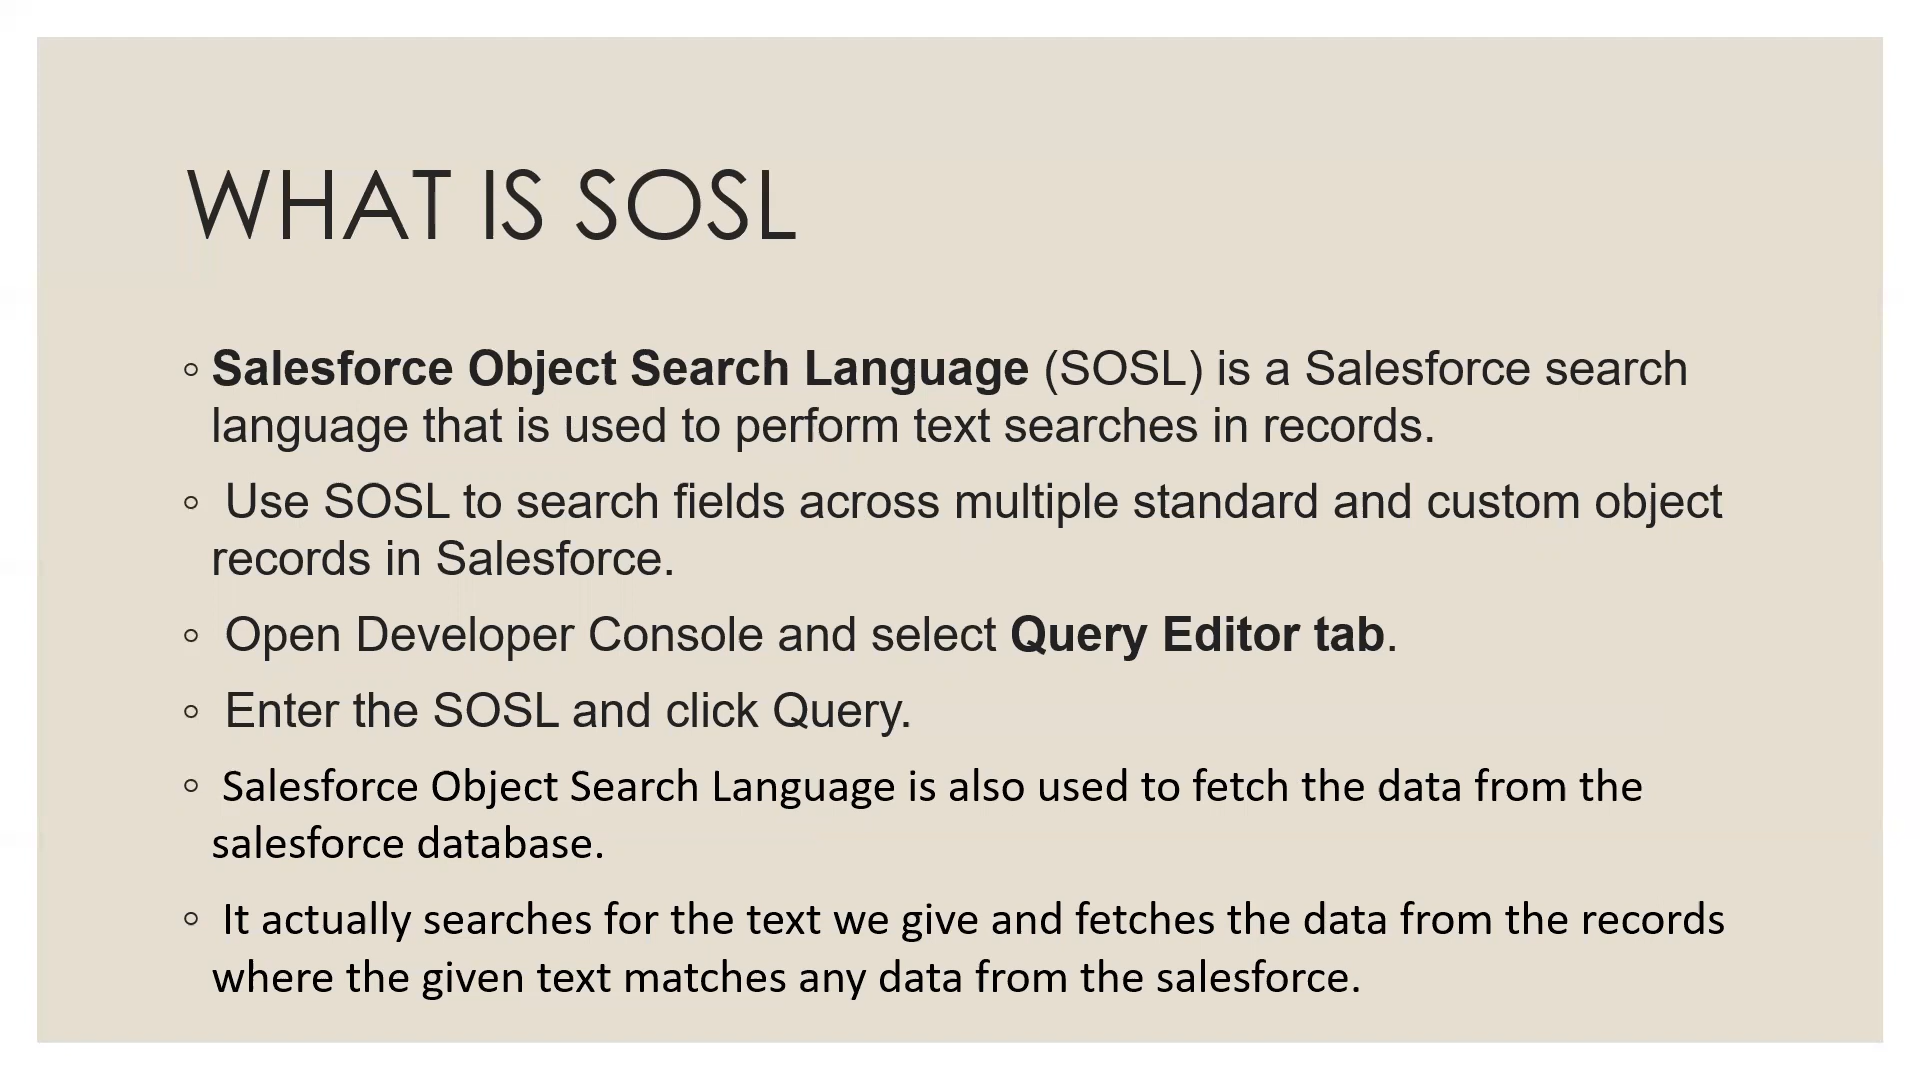 WHAT IS SOSL
◦ Salesforce Object Search Language (SOSL) is a Salesforce search
language that is used to perform text searches in records.
◦ Use SOSL to search fields across multiple standard and custom object
records in Salesforce.
◦ Open Developer Console and select Query Editor tab.
◦ Enter the SOSL and click Query.
◦ Salesforce Object Search Language is also used to fetch the data from the
salesforce database.
◦ It actually searches for the text we give and fetches the data from the records
where the given text matches any data from the salesforce.